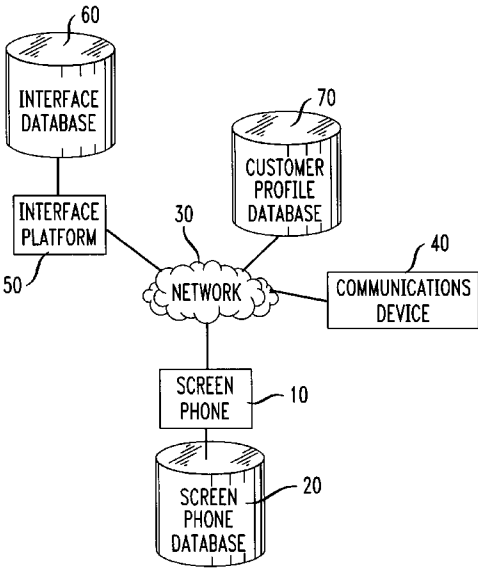 60
INTERFACE
DATABASE
70
CUSTOMER
PROFILE
DATABASE
INTERFACE
PLATFORM
50
30
NETWORK
40
COMMUNICATIONS
DEVICE
SCREEN
PHONE
10
SCREEN
PHONE
DATABASE
20